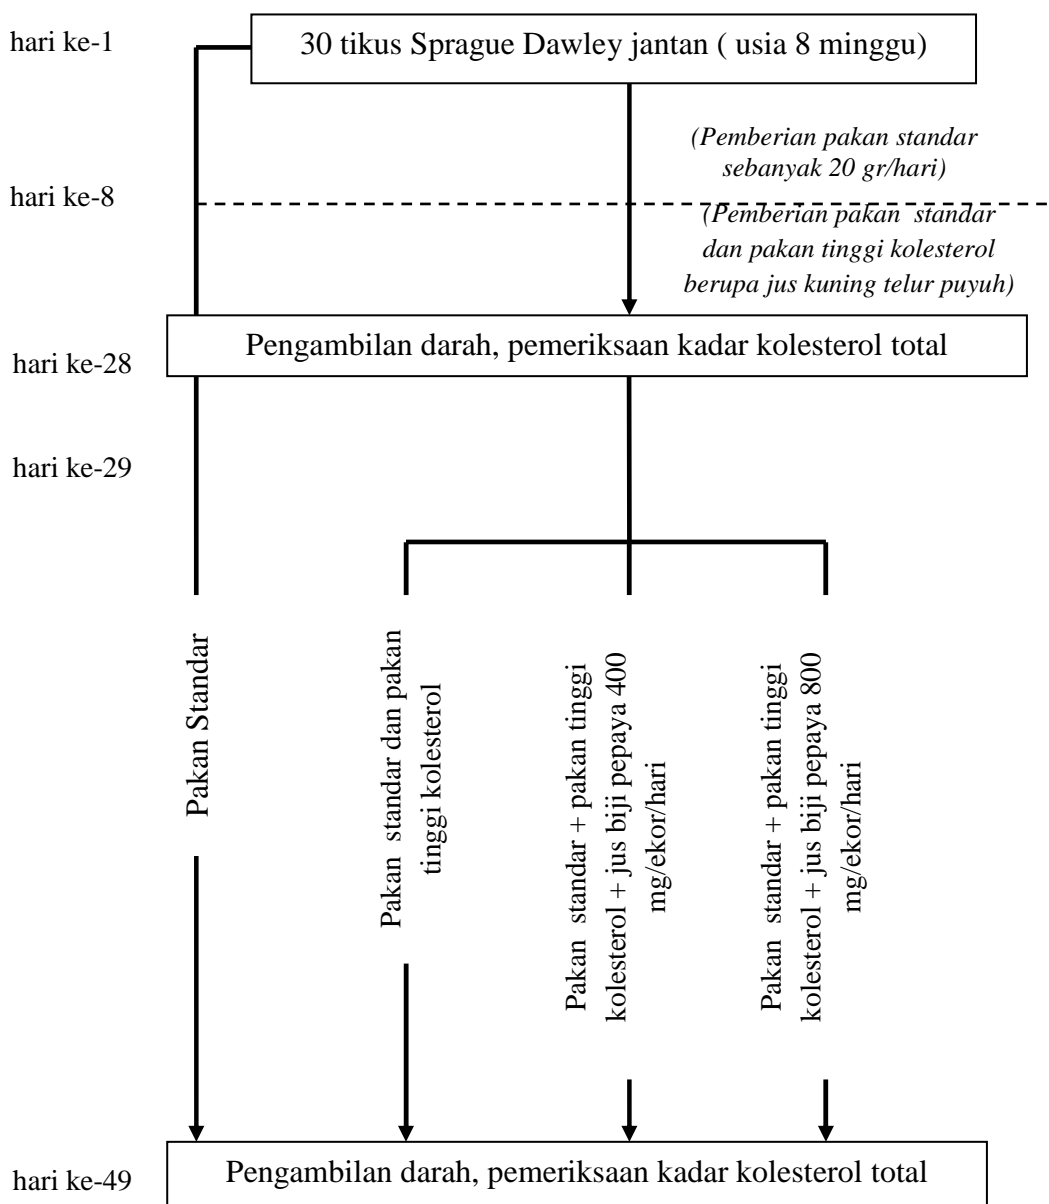 hari ke-1
30 tikus Sprague Dawley jantan ( usia 8 minggu)
(Pemberian pakan standar
sebanyak 20 gr/hari)
hari ke-8
(Pemberian pakan standar
dan pakan tinggi kolesterol
berupa jus kuning telur puyuh)
Pengambilan darah, pemeriksaan kadar kolesterol total
hari ke-28
hari ke-29
Pakan Standar
Pakan standar dan pakan
tinggi kolesterol
Pakan standar + pakan tinggi
kolesterol + jus biji pepaya 400
mg/ekor/hari
Pakan standar + pakan tinggi
kolesterol + jus biji pepaya 800
mg/ekor/hari
Pengambilan darah, pemeriksaan kadar kolesterol total
hari ke-49